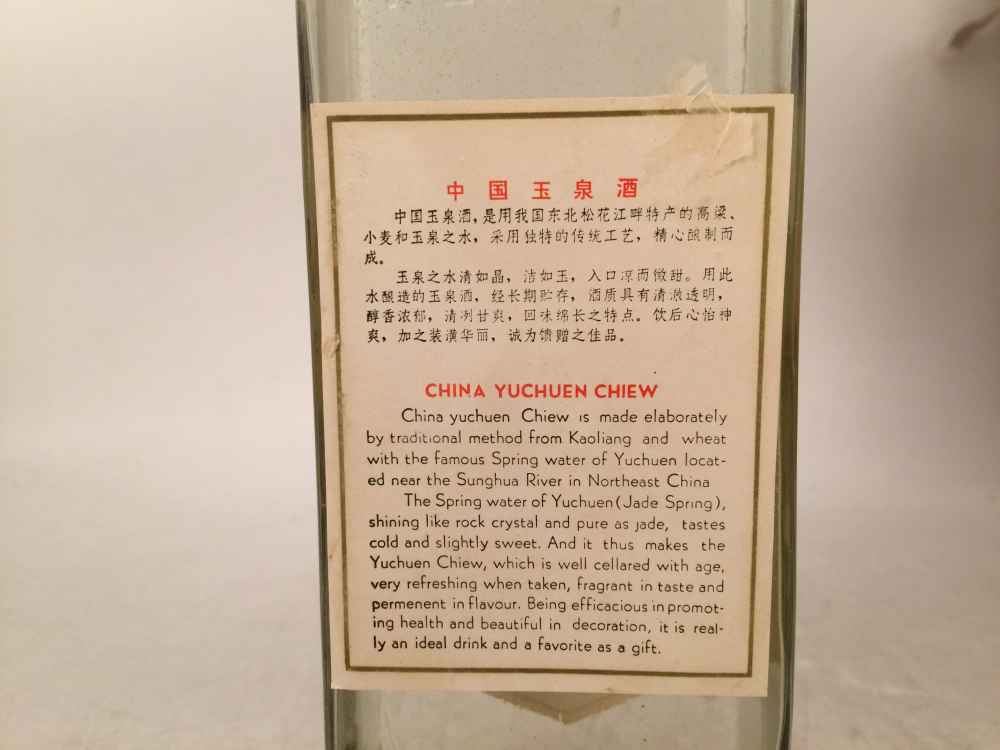 中国玉泉酒
中国玉泉酒，是用我国东北松花江畔特产的高粱、
小麦和玉泉之水，采用独特的传统工艺，精心酿制而
成。
玉泉之水清如晶，洁如玉，入口凉而微甜。用此
水酿造的玉泉酒，经长期贮存，酒质具有清澈透明，
醇香浓郁，清冽甘爽，回味绵长之特点。饮后心怡神
爽，加之装潢华丽，诚为馈赠之佳品。
CHINA YUCHUEN CHIEW
China yuchuen Chiew is made elaborately
by traditional method from Kaoliang and wheat
with the famous Spring water of Yuchuen locat-
ed near the Sunghua River in Northeast China
The Spring water of Yuchuen (Jade Spring),
shining like rock crystal and pure as jade, tastes
cold and slightly sweet. And it thus makes the
Yuchuen Chiew, which is well cellared with age,
very refreshing when taken, fragrant in taste and
permenent in flavour. Being efficacious in promot-
ing health and beautiful in decoration, it is real-
ly an ideal drink and a favorite as a gift.